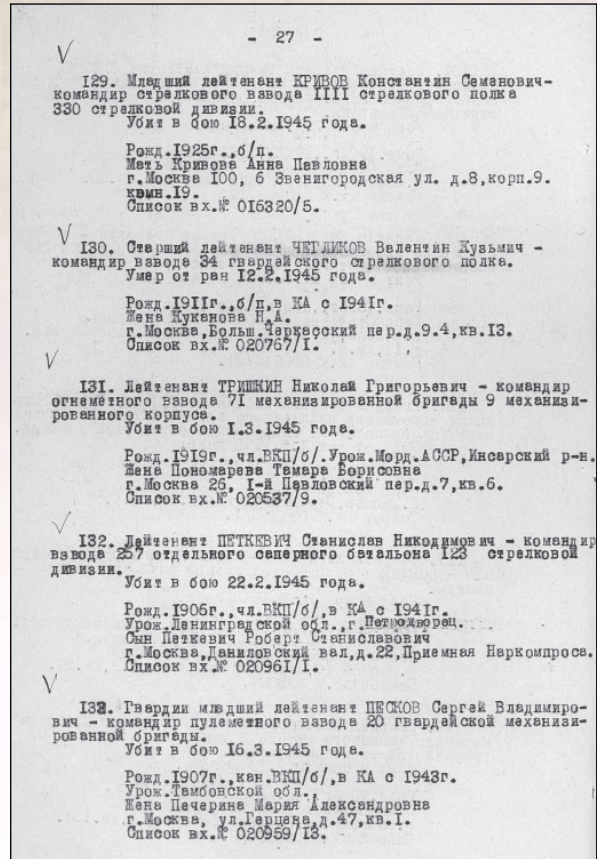 - 27 -
129. Младший лейтенант КРИВОВ Константин Семанович-
командир стрелкового взвода IIII стрелкового полка
330 стрелковой дивизии.
Убит в бою 18.2.1945 года.
Рожд.1925г.,б/п.
Мать Кривова Анна Павловна
г.Москва 100, 6 Звенигородская ул. д.8,корп.9.
квмн.19.
Список вх.№ 016320/5.
130. Старший лейтенант ЧЕГЛИКОВ Валентин Кузьмич -
командир взвода 34 гвардейского стрелкового полка.
Умер от ран 12.2.1945 года.
Рожд.1911г.,б/п,в КА с 1941г.
Жена Куканова Н.А.
г.Москва,Больш.Черкасский пер.д.9.4,кв.13.
Список вх.№ 020767/1.
131. Лейтенант ТРИШКИН Николай Григорьевич - командир
огнеметного взвода 71 механизированной бригады 9 механизи-
рованного корпуса.
Убит в бою 1.3.1945 года.
Рожд.1919г.,чл.ВКП/б/.Урож.Морд.АССР,Инсарский р-н.
Жена Пономарева Тамара Борисовна
г.Москва 26, 1-й Павловский пер.д.7,кв.6.
Список вх.№ 020537/9.
132. Лейтенант ПЕТКЕВИЧ Станислав Никодимович - командир
взвода 257 отдельного саперного батальона 123 стрелковой
дивизии.
Убит в бою 22.2.1945 года.
Рожд.1906г.,чл.ВКП/б/,в КА с 1941г.
Урож.Ленинградской обл.,г.Петродворец.
Сын Петкевич Роберт Станиславович
г.Москва,Даниловский вал,д.22,Приемная Наркомпроса.
Список вх.№ 020961/1.
133. Гвардии младший лейтенант ПЕСКОВ Сергей Владимиро-
вич - командир пулеметного взвода 20 гвардейской механизи-
рованной бригады.
Убит в бою 16.3.1945 года.
Рожд.1907г.,кан.ВКП/б/,в КА с 1943г.
Урож.Тамбовской обл.,
Жена Печерина Мария Александровна
г.Москва, ул.Герцена,д.47,кв.1.
Список вх.№ 020959/13.